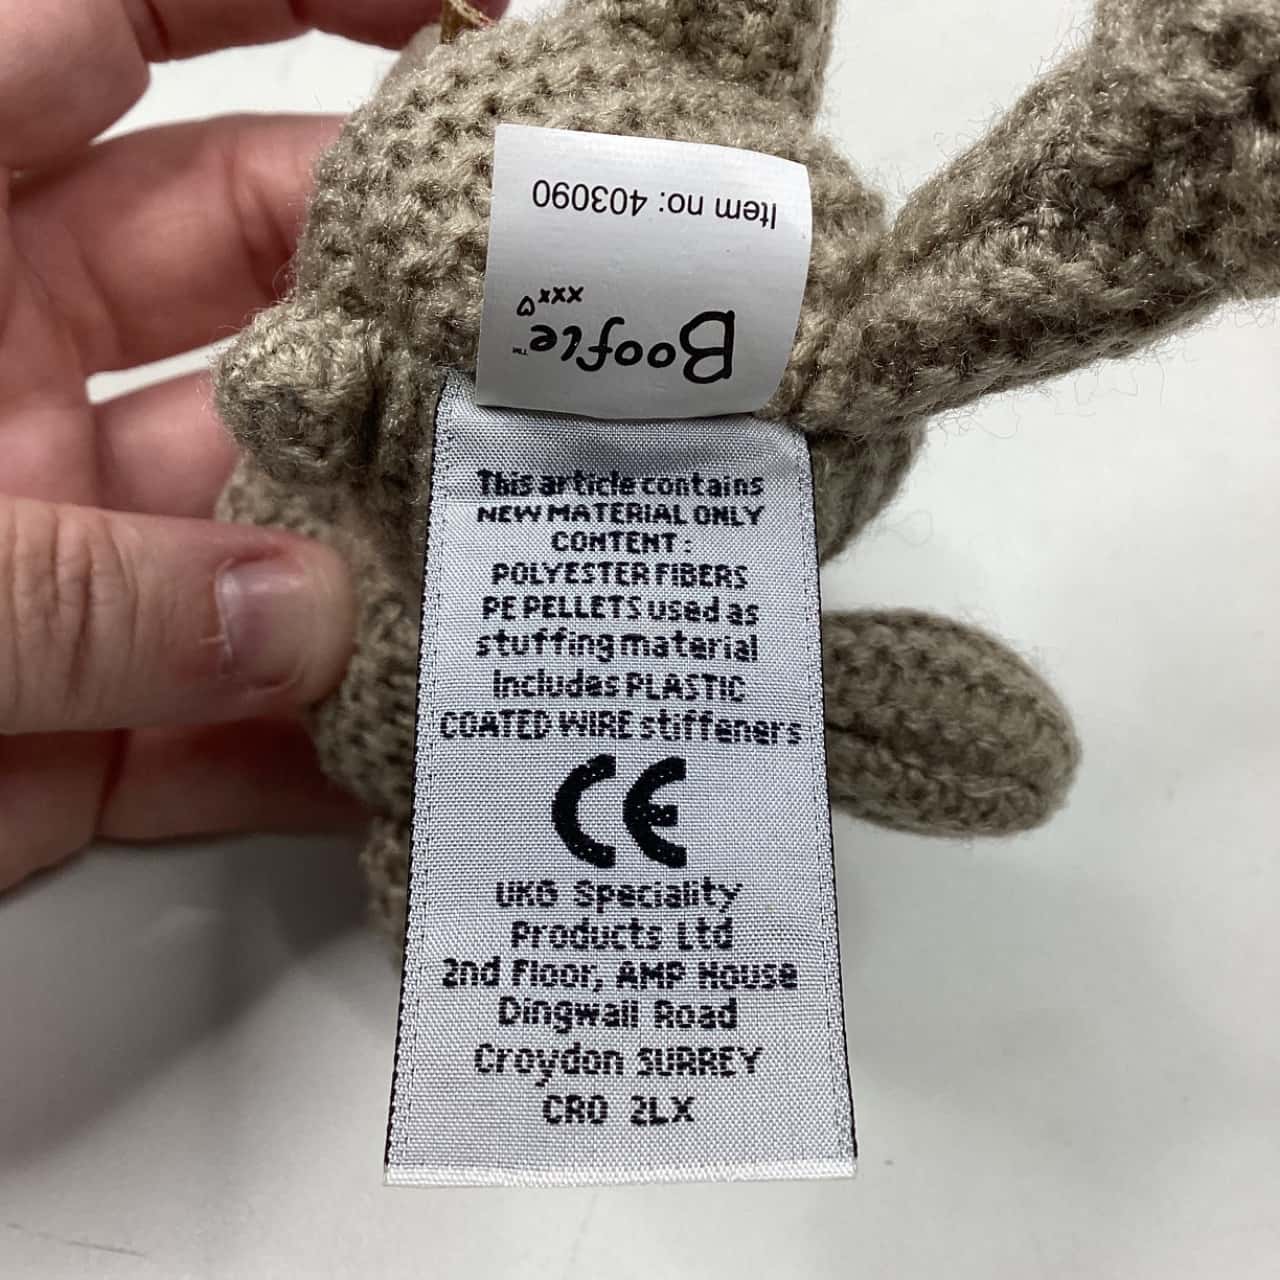 Item no: 403090
Boofle™
xxx♡
This article contains
NEW MATERIAL ONLY
CONTENT:
POLYESTER FIBERS
PE PELLETS used as
stuffing material
Includes PLASTIC
COATED WIRE stiffeners
CE
UKG Speciality
Products Ltd
2nd Floor, AMP House
Dingwall Road
Croydon SURREY
CR0 2LX